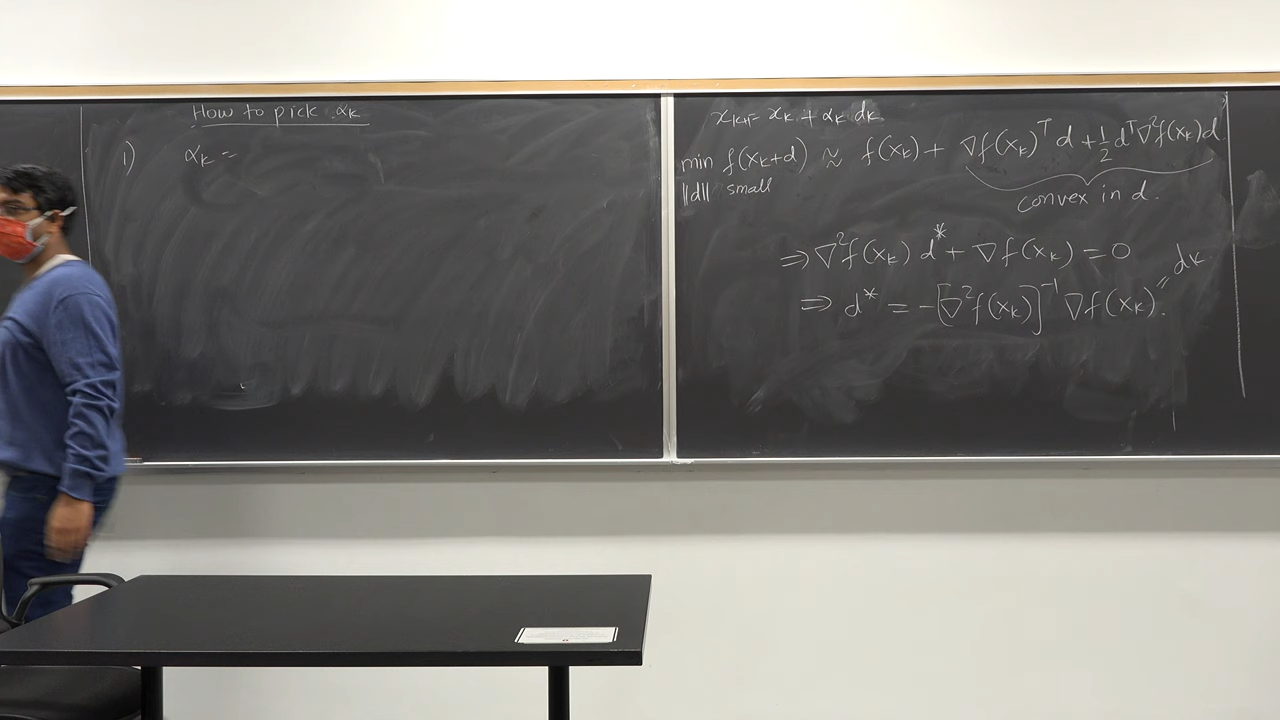 How to pick αₖ
1) αₖ =
xₖ₊₁ = xₖ + αₖ dₖ
min f(xₖ+d) ≈ f(xₖ) + ∇f(xₖ)ᵀ d + ½ dᵀ∇²f(xₖ)d
‖d‖ small
convex in d.
⇒ ∇²f(xₖ) d* + ∇f(xₖ) = 0
⇒ d* = -[∇²f(xₖ)]⁻¹ ∇f(xₖ). = dₖ.